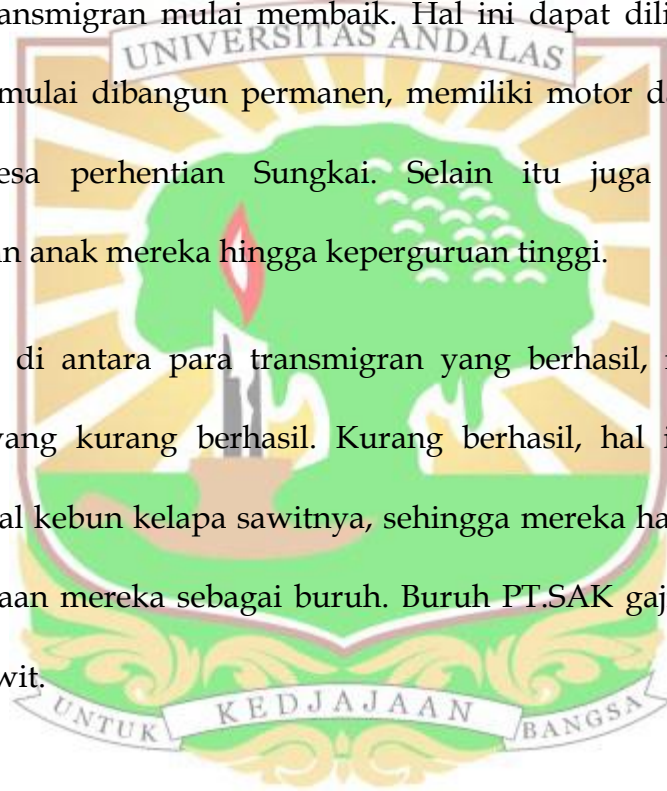 ansmigran mulai membaik. Hal ini dapat dili
UNIVERSITAS ANDALAS
mulai dibangun permanen, memiliki motor da
esa perhentian Sungkai. Selain itu juga
n anak mereka hingga keperguruan tinggi.
di antara para transmigran yang berhasil,
yang kurang berhasil. Kurang berhasil, hal i
al kebun kelapa sawitnya, sehingga mereka ha
aan mereka sebagai buruh. Buruh PT.SAK gaj
wit.
UNTUK KEDJAJAAN BANGSA